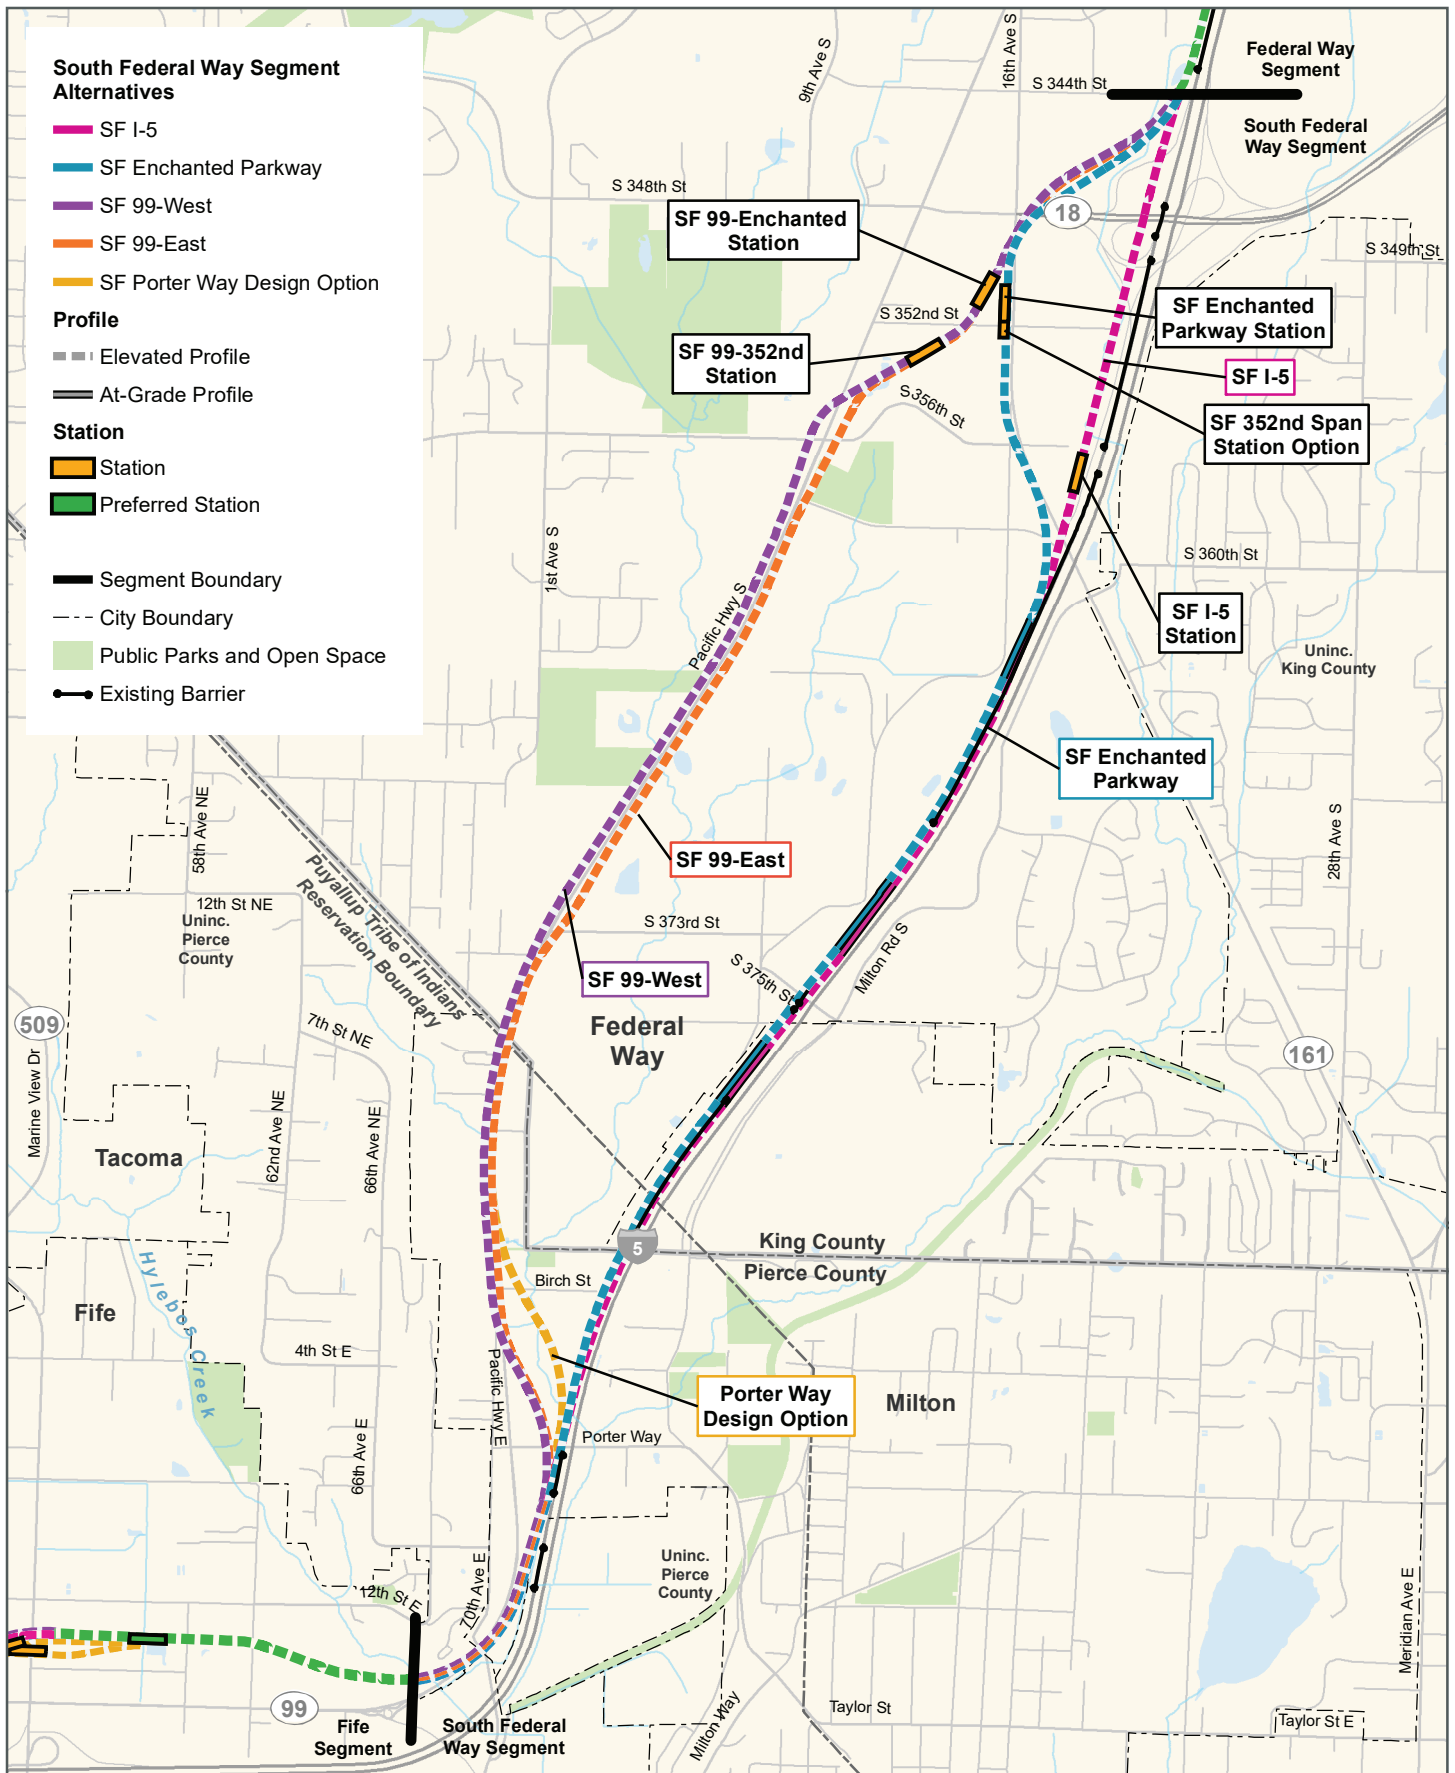 South Federal Way Segment
Alternatives
SF I-5
SF Enchanted Parkway
SF 99-West
SF 99-East
SF Porter Way Design Option
Profile
Elevated Profile
At-Grade Profile
Station
Station
Preferred Station
Segment Boundary
City Boundary
Public Parks and Open Space
Existing Barrier
9th Ave S
16th Ave S
S 344th St
Federal Way
Segment
South Federal
Way Segment
S 348th St
18
S 349th St
SF 99-Enchanted
Station
S 352nd St
SF Enchanted
Parkway Station
SF 99-352nd
Station
SF I-5
S 356th St
SF 352nd Span
Station Option
1st Ave S
S 360th St
Pacific Hwy S
SF I-5
Station
Uninc.
King County
SF Enchanted
Parkway
58th Ave NE
28th Ave S
SF 99-East
Puyallup Tribe of Indians
Reservation Boundary
12th St NE
Uninc.
Pierce
County
S 373rd St
SF 99-West
S 375th St
Milton Rd S
Federal
Way
509
7th St NE
161
Marine View Dr
62nd Ave NE
66th Ave NE
Tacoma
5
King County
Pierce County
Hylebos Creek
Birch St
Fife
4th St E
Pacific Hwy E
Porter Way
Design Option
Milton
Porter Way
66th Ave E
Uninc.
Pierce
County
12th St E
70th Ave E
Meridian Ave E
99
Fife
Segment
South Federal
Way Segment
Milton Way
Taylor St
Taylor St E